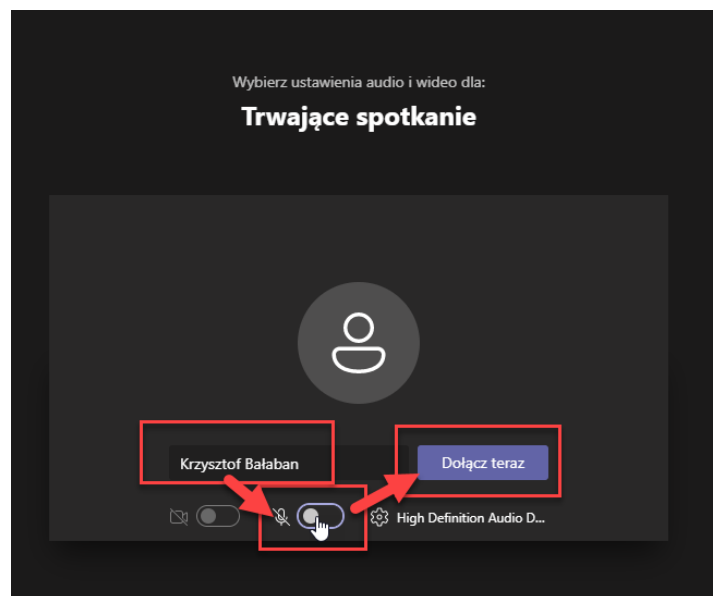 Wybierz ustawienia audio i wideo dla:
Trwające spotkanie
Krzysztof Bałaban
Dołącz teraz
High Definition Audio D...